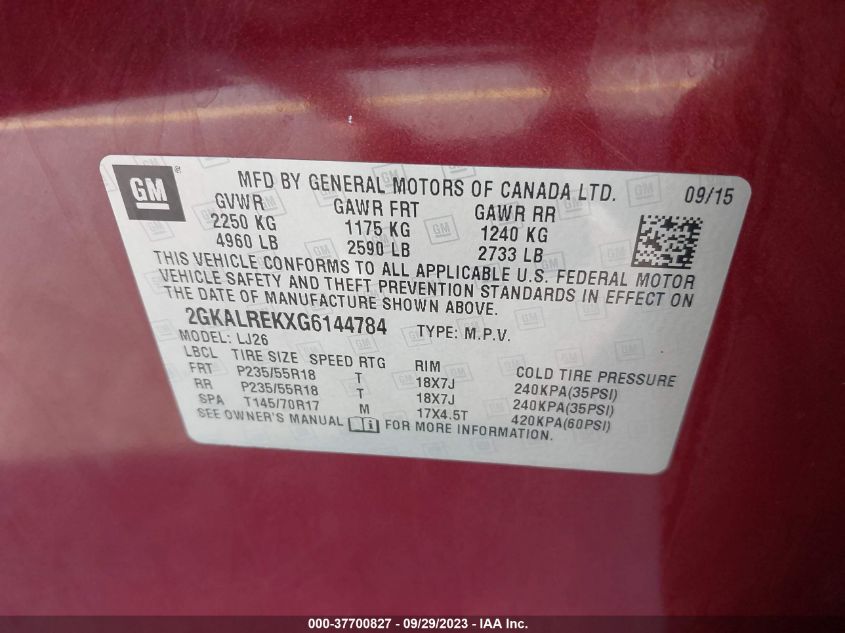 GM ®
MFD BY GENERAL MOTORS OF CANADA LTD. 09/15
GVWR GAWR FRT GAWR RR
2250 KG 1175 KG 1240 KG
4960 LB 2590 LB 2733 LB
THIS VEHICLE CONFORMS TO ALL APPLICABLE U.S. FEDERAL MOTOR
VEHICLE SAFETY AND THEFT PREVENTION STANDARDS IN EFFECT ON
THE DATE OF MANUFACTURE SHOWN ABOVE.
2GKALREKXG6144784 TYPE: M.P.V.
MODEL: LJ26
LBCL TIRE SIZE SPEED RTG RIM COLD TIRE PRESSURE
FRT P235/55R18 T 18X7J 240KPA(35PSI)
RR P235/55R18 T 18X7J 240KPA(35PSI)
SPA T145/70R17 M 17X4.5T 420KPA(60PSI)
SEE OWNER'S MANUAL i FOR MORE INFORMATION.
000-37700827 - 09/29/2023 - IAA Inc.